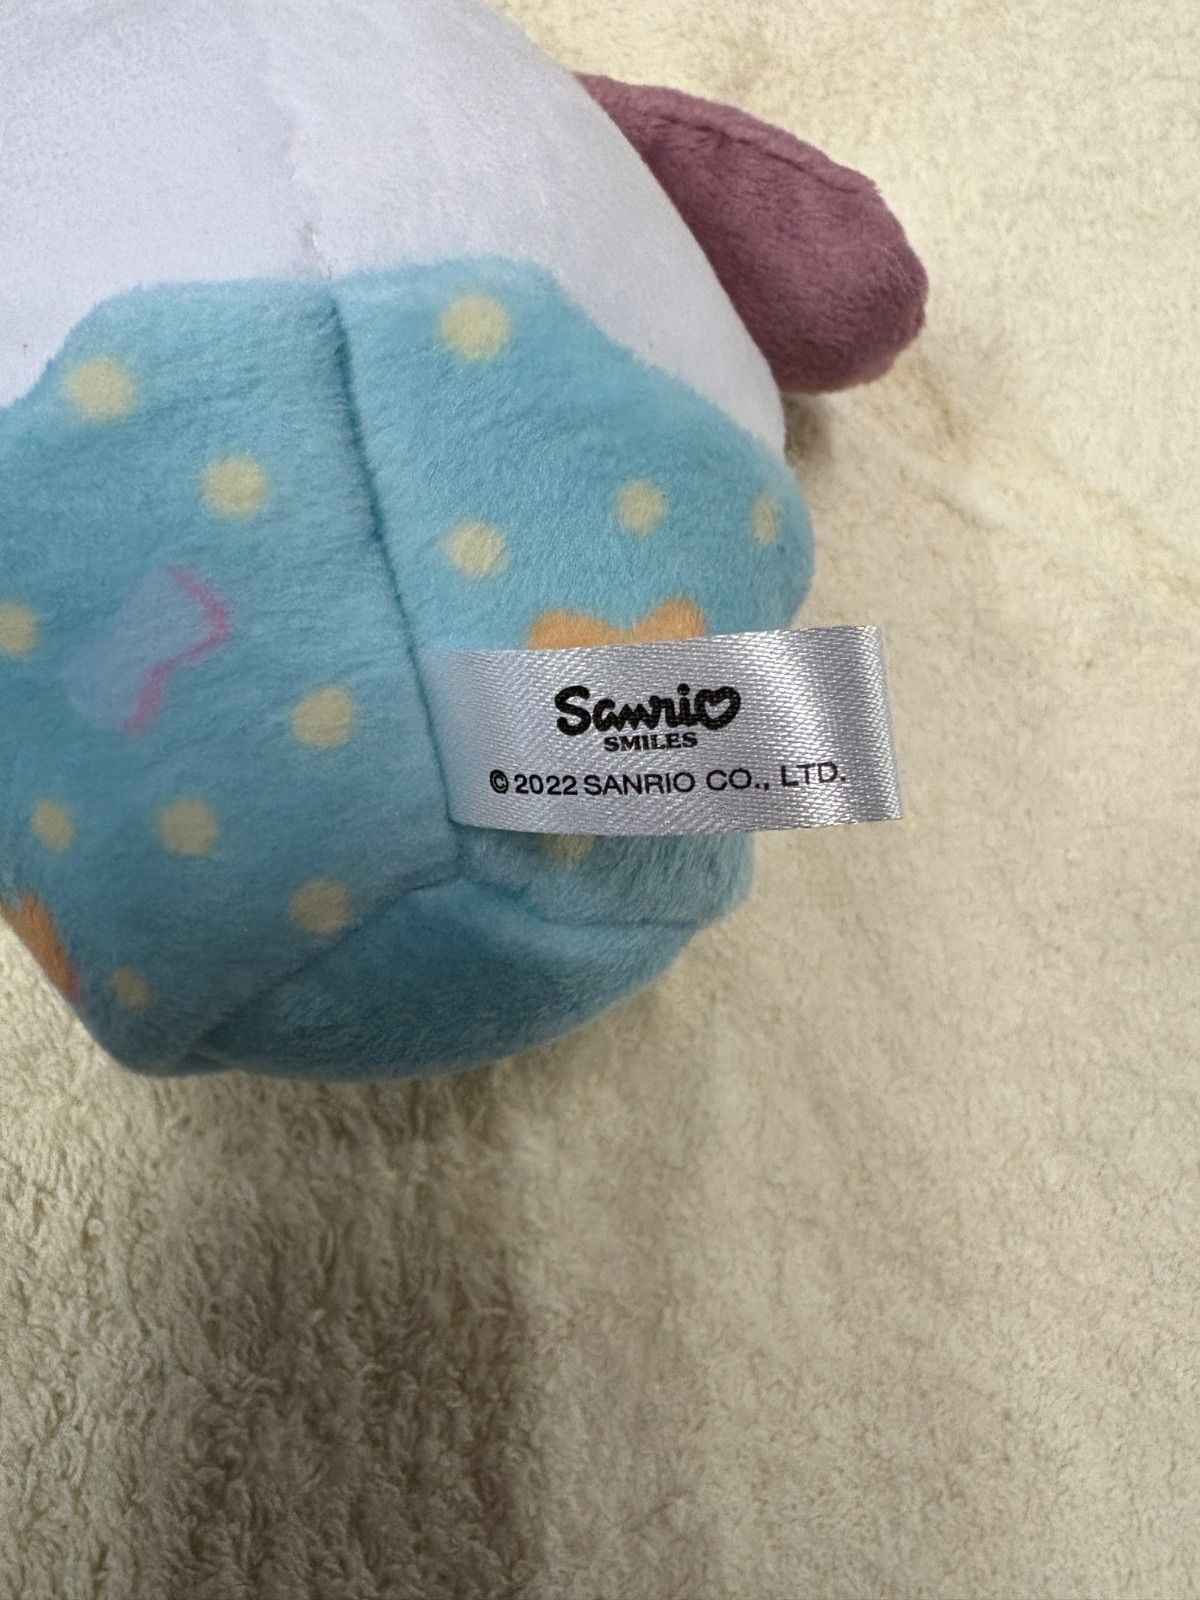 Sanrio
SMILES
© 2022 SANRIO CO., LTD.